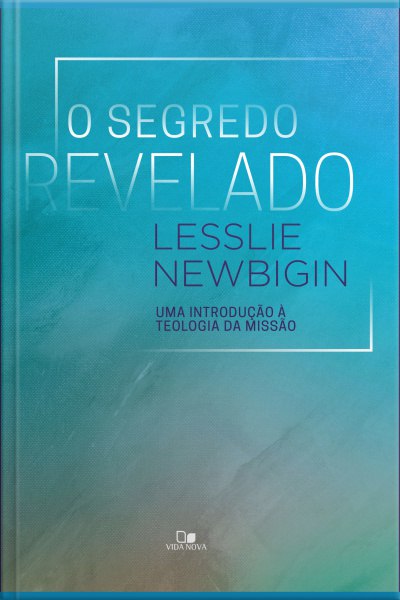 O SEGREDO
REVELADO
LESSLIE
NEWBIGIN
UMA INTRODUÇÃO À
TEOLOGIA DA MISSÃO
VIDA NOVA